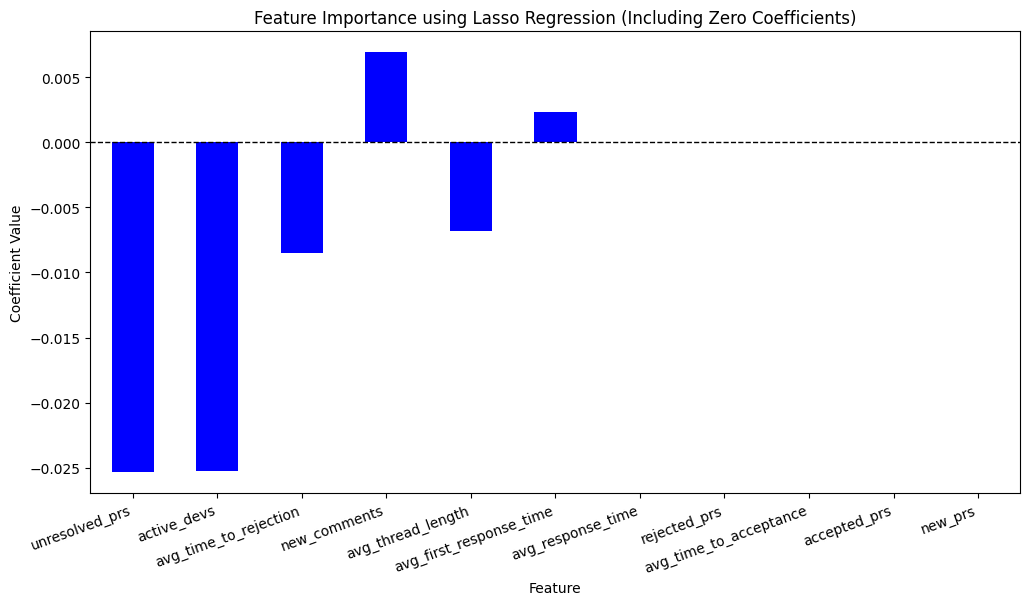 Feature Importance using Lasso Regression (Including Zero Coefficients)
0.005
0.000
−0.005
−0.010
−0.015
−0.020
−0.025
Coefficient Value
unresolved_prs
active_devs
avg_time_to_rejection
new_comments
avg_thread_length
avg_first_response_time
avg_response_time
rejected_prs
avg_time_to_acceptance
accepted_prs
new_prs
Feature